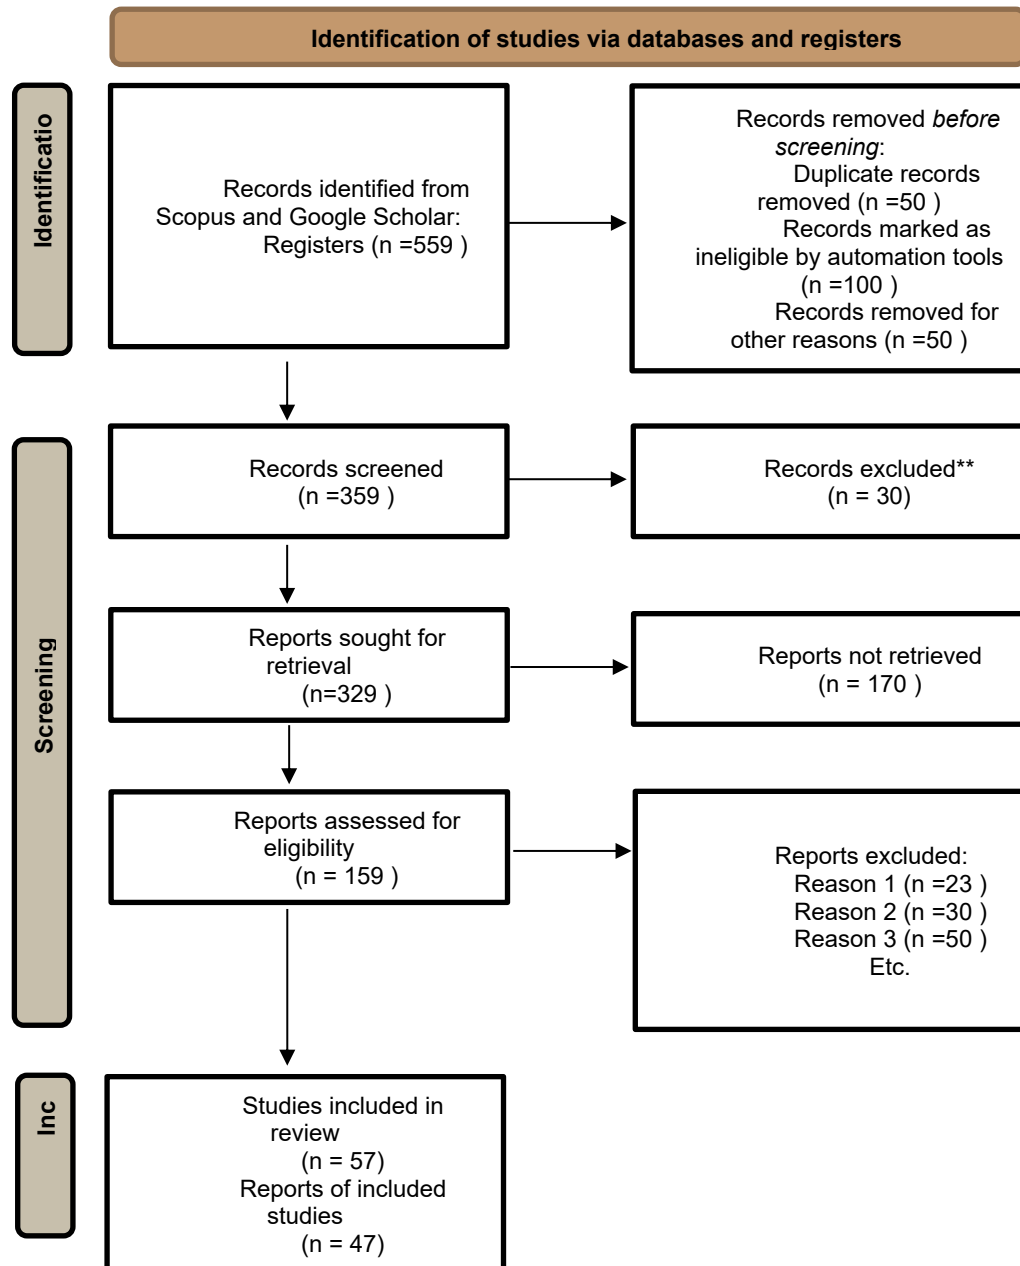 Identification of studies via databases and registers
Identificatio
Records identified from
Scopus and Google Scholar:
Registers (n =559 )
Records removed before
screening:
Duplicate records
removed (n =50 )
Records marked as
ineligible by automation tools
(n =100 )
Records removed for
other reasons (n =50 )
Screening
Records screened
(n =359 )
Records excluded**
(n = 30)
Reports sought for
retrieval
(n=329 )
Reports not retrieved
(n = 170 )
Reports assessed for
eligibility
(n = 159 )
Reports excluded:
Reason 1 (n =23 )
Reason 2 (n =30 )
Reason 3 (n =50 )
Etc.
Inc
Studies included in
review
(n = 57)
Reports of included
studies
(n = 47)